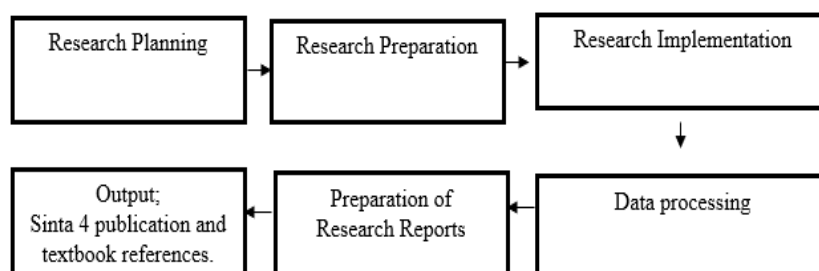 Research Planning
Research Preparation
Research Implementation
Data processing
Preparation of
Research Reports
Output;
Sinta 4 publication and
textbook references.